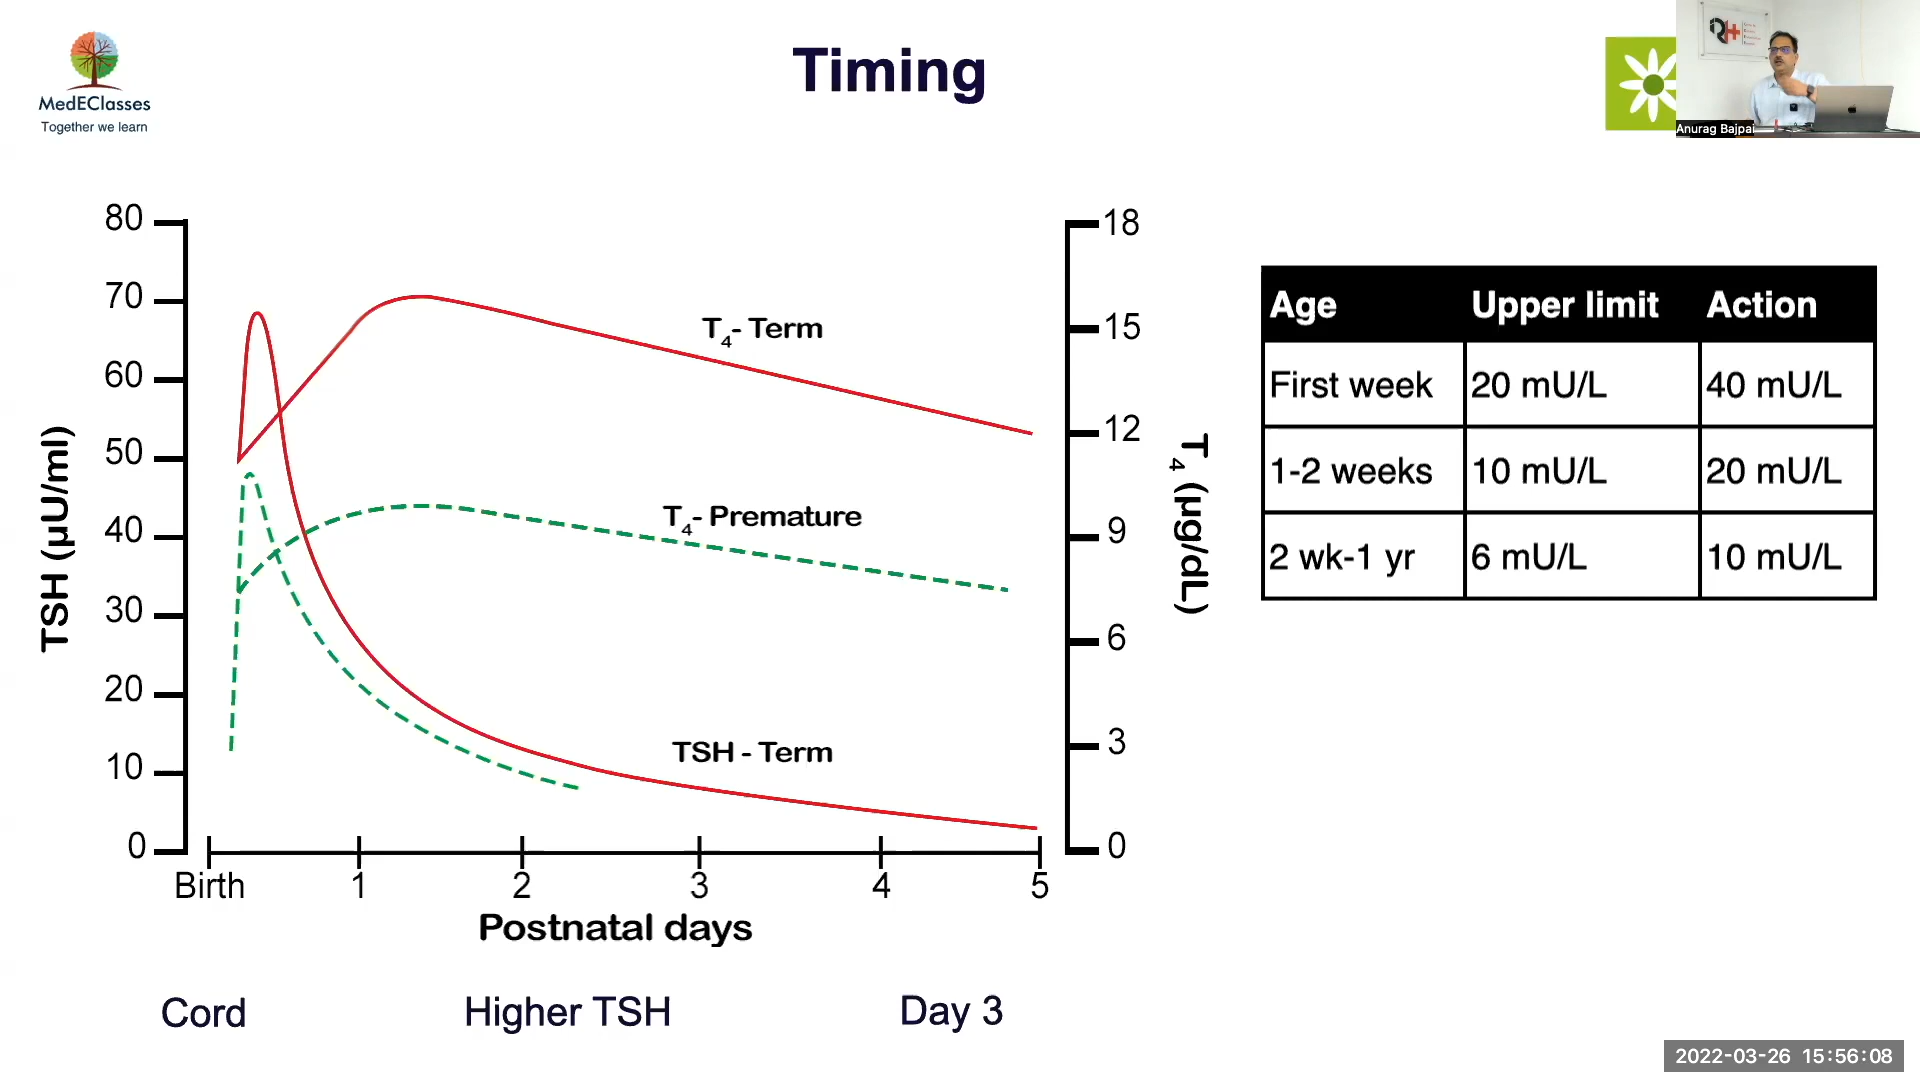 MedEClasses
Together we learn
Timing
Anurag Bajpai
80
70
60
50
40
30
20
10
0
TSH (µU/ml)
18
15
12
9
6
3
0
T4 (µg/dL)
T4- Term
T4- Premature
TSH - Term
Birth 1 2 3 4 5
Postnatal days
Age Upper limit Action
First week 20 mU/L 40 mU/L
1-2 weeks 10 mU/L 20 mU/L
2 wk-1 yr 6 mU/L 10 mU/L
Cord Higher TSH Day 3
2022-03-26 15:56:08